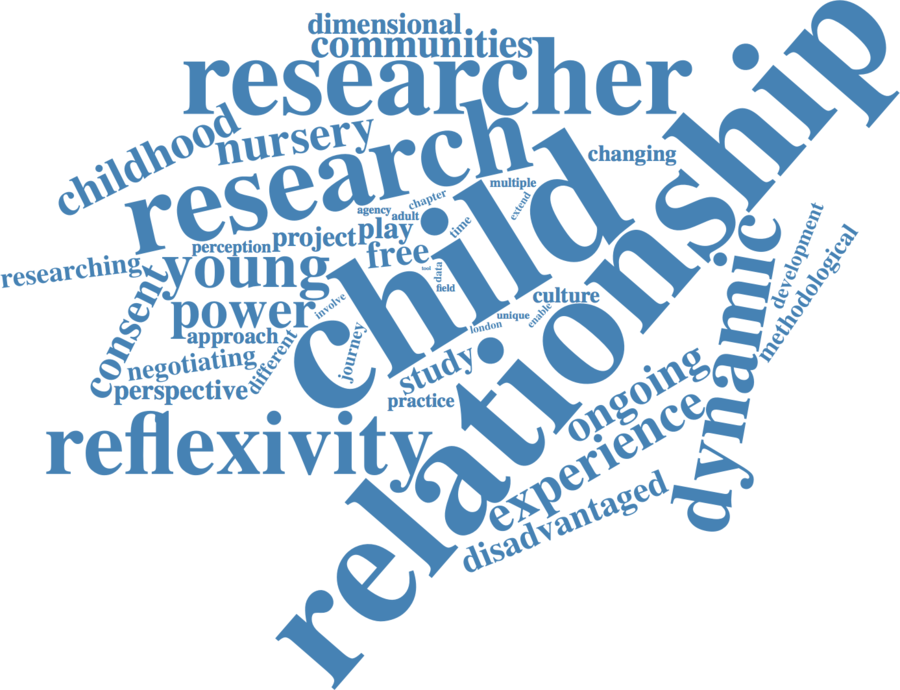 dimensional
communities
researcher
childhood
nursery
research
changing
multiple
extend
chapter
agency
adult
time
child
relationship
perception
project
play
free
data
field
researching
young
consent
power
involve
approach
negotiating
different
perspective
journey
culture
unique
enable
london
study
practice
reflexivity
ongoing
experience
disadvantaged
dynamic
development
methodological